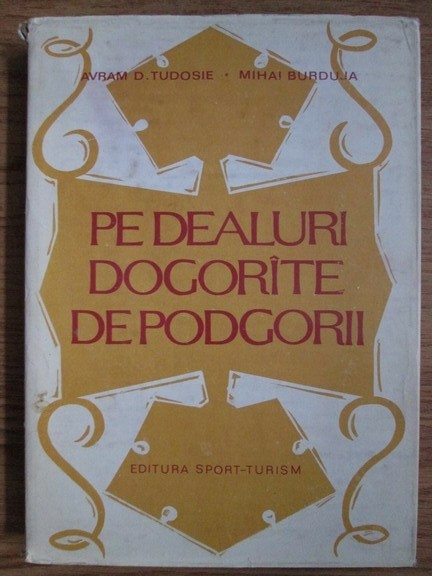 AVRAM D. TUDOSIE • MIHAI BURDUJA
PE DEALURI
DOGORÎTE
DE PODGORII
EDITURA SPORT-TURISM